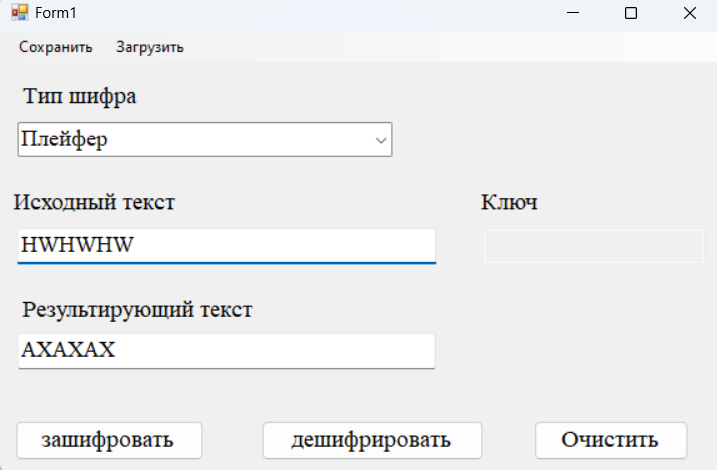 Form1
Сохранить Загрузить
Тип шифра
Плейфер
Исходный текст Ключ
HWHWHW
Результирующий текст
AXAXAX
зашифровать дешифрировать Очистить